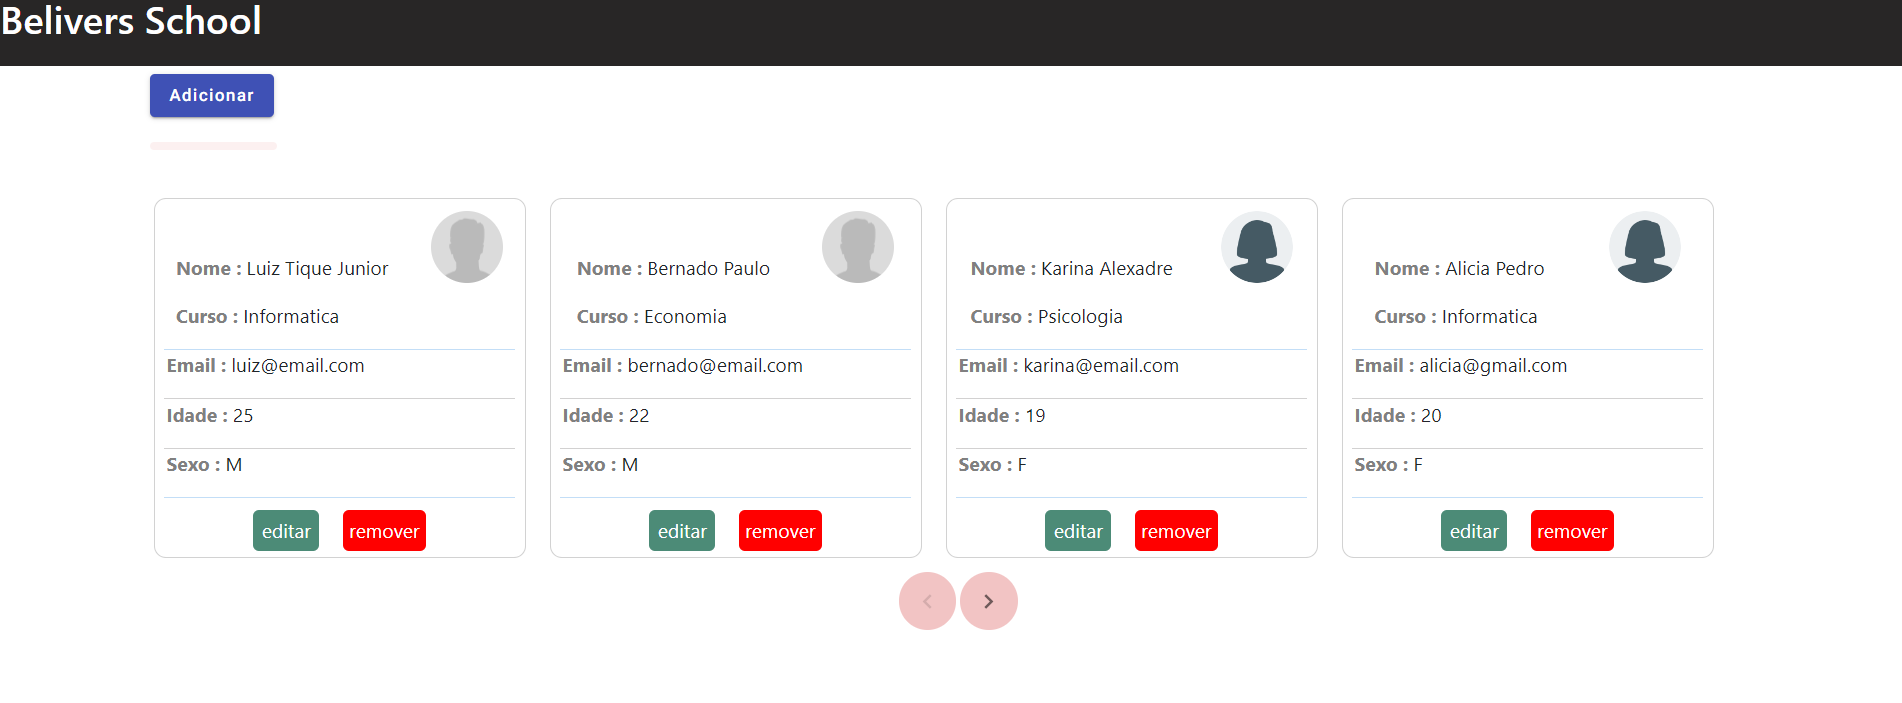 Belivers School
Adicionar
Nome : Luiz Tique Junior
Curso : Informatica
Email : luiz@email.com
Idade : 25
Sexo : M
editar remover
Nome : Bernado Paulo
Curso : Economia
Email : bernado@email.com
Idade : 22
Sexo : M
editar remover
Nome : Karina Alexadre
Curso : Psicologia
Email : karina@email.com
Idade : 19
Sexo : F
editar remover
Nome : Alicia Pedro
Curso : Informatica
Email : alicia@gmail.com
Idade : 20
Sexo : F
editar remover